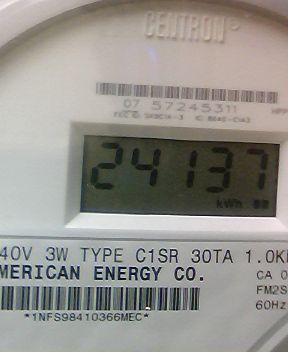 CENTRON®
07 57245311
24137
kWh
40V 3W TYPE C1SR 30TA 1.0K
MERICAN ENERGY CO.
CA 0
FM2S
60Hz
*1NFS98410366MEC*